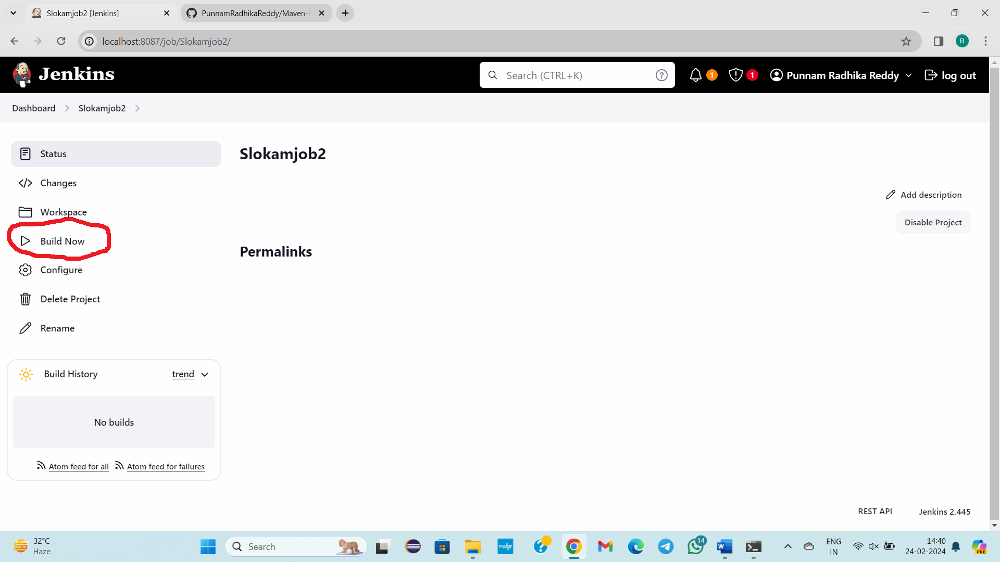 Slokamjob2 [Jenkins]
PunnamRadhikaReddy/Maven-
localhost:8087/job/Slokamjob2/
R
Jenkins
Search (CTRL+K)
?
1
1
Punnam Radhika Reddy
log out
Dashboard
Slokamjob2
Status
Changes
Workspace
Build Now
Configure
Delete Project
Rename
Slokamjob2
Add description
Disable Project
Permalinks
Build History
trend
No builds
Atom feed for all
Atom feed for failures
REST API
Jenkins 2.445
32°C
Haze
Search
myhp
14
ENG
IN
14:40
24-02-2024
PRE